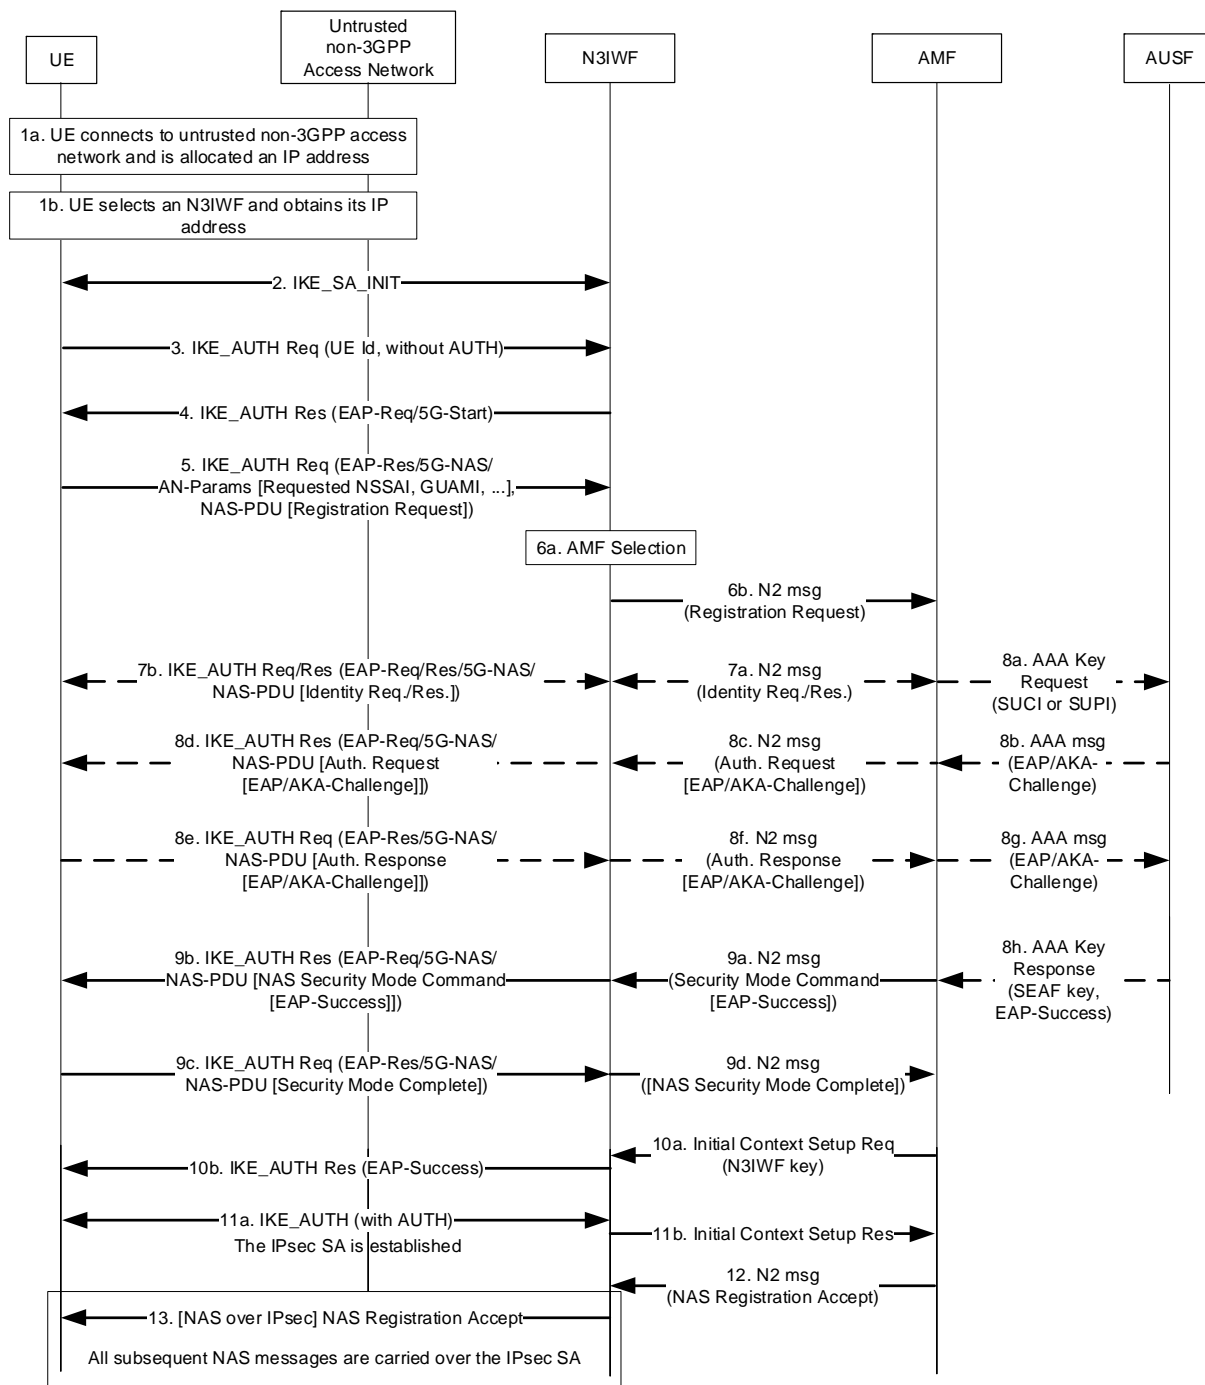 UE
Untrusted
non-3GPP
Access Network
N3IWF
AMF
AUSF
1a. UE connects to untrusted non-3GPP access
network and is allocated an IP address
1b. UE selects an N3IWF and obtains its IP
address
2. IKE_SA_INIT
3. IKE_AUTH Req (UE Id, without AUTH)
4. IKE_AUTH Res (EAP-Req/5G-Start)
5. IKE_AUTH Req (EAP-Res/5G-NAS/
AN-Params [Requested NSSAI, GUAMI, ...],
NAS-PDU [Registration Request])
6a. AMF Selection
6b. N2 msg
(Registration Request)
7b. IKE_AUTH Req/Res (EAP-Req/Res/5G-NAS/
NAS-PDU [Identity Req./Res.])
7a. N2 msg
(Identity Req./Res.)
8a. AAA Key
Request
(SUCI or SUPI)
8d. IKE_AUTH Res (EAP-Req/5G-NAS/
NAS-PDU [Auth. Request
[EAP/AKA-Challenge]])
8c. N2 msg
(Auth. Request
[EAP/AKA-Challenge])
8b. AAA msg
(EAP/AKA-
Challenge)
8e. IKE_AUTH Req (EAP-Res/5G-NAS/
NAS-PDU [Auth. Response
[EAP/AKA-Challenge]])
8f. N2 msg
(Auth. Response
[EAP/AKA-Challenge])
8g. AAA msg
(EAP/AKA-
Challenge)
9b. IKE_AUTH Res (EAP-Req/5G-NAS/
NAS-PDU [NAS Security Mode Command
[EAP-Success]])
9a. N2 msg
(Security Mode Command
[EAP-Success])
8h. AAA Key
Response
(SEAF key,
EAP-Success)
9c. IKE_AUTH Req (EAP-Res/5G-NAS/
NAS-PDU [Security Mode Complete])
9d. N2 msg
([NAS Security Mode Complete])
10a. Initial Context Setup Req
(N3IWF key)
10b. IKE_AUTH Res (EAP-Success)
11a. IKE_AUTH (with AUTH)
The IPsec SA is established
11b. Initial Context Setup Res
12. N2 msg
(NAS Registration Accept)
13. [NAS over IPsec] NAS Registration Accept
All subsequent NAS messages are carried over the IPsec SA